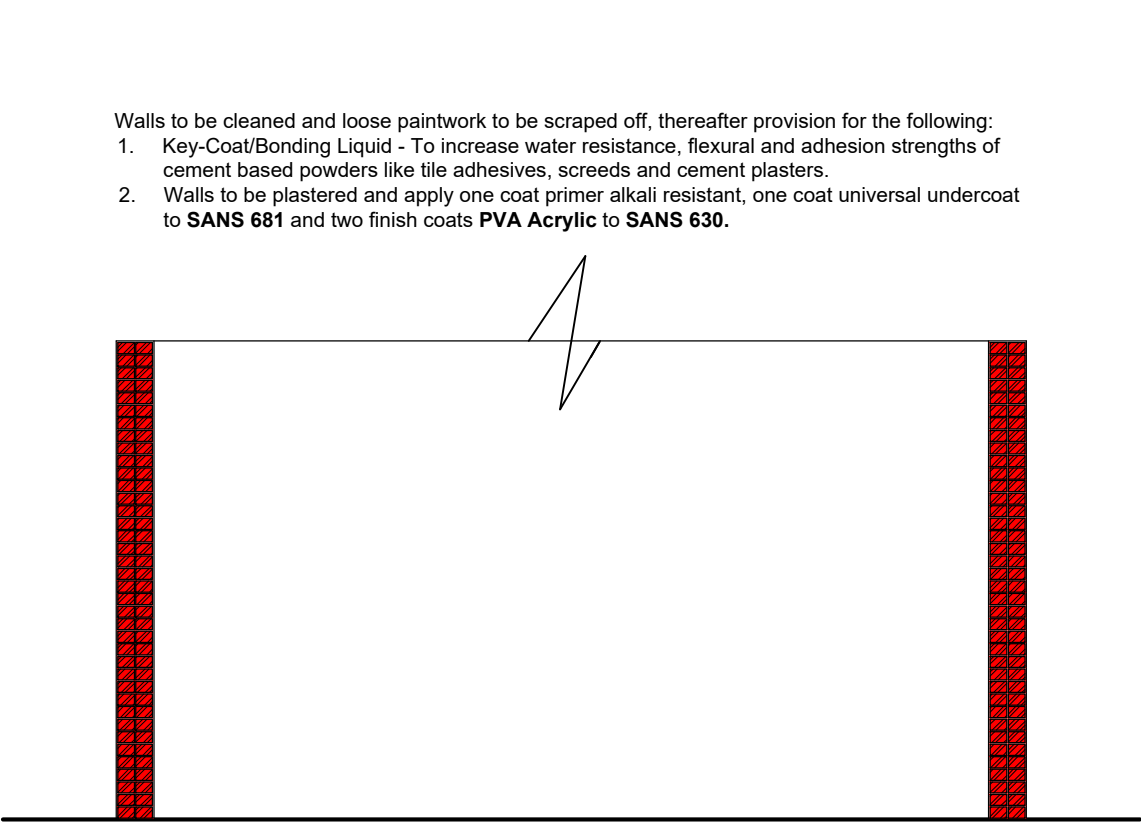 Walls to be cleaned and loose paintwork to be scraped off, thereafter provision for the following:
1. Key-Coat/Bonding Liquid - To increase water resistance, flexural and adhesion strengths of
cement based powders like tile adhesives, screeds and cement plasters.
2. Walls to be plastered and apply one coat primer alkali resistant, one coat universal undercoat
to SANS 681 and two finish coats PVA Acrylic to SANS 630.